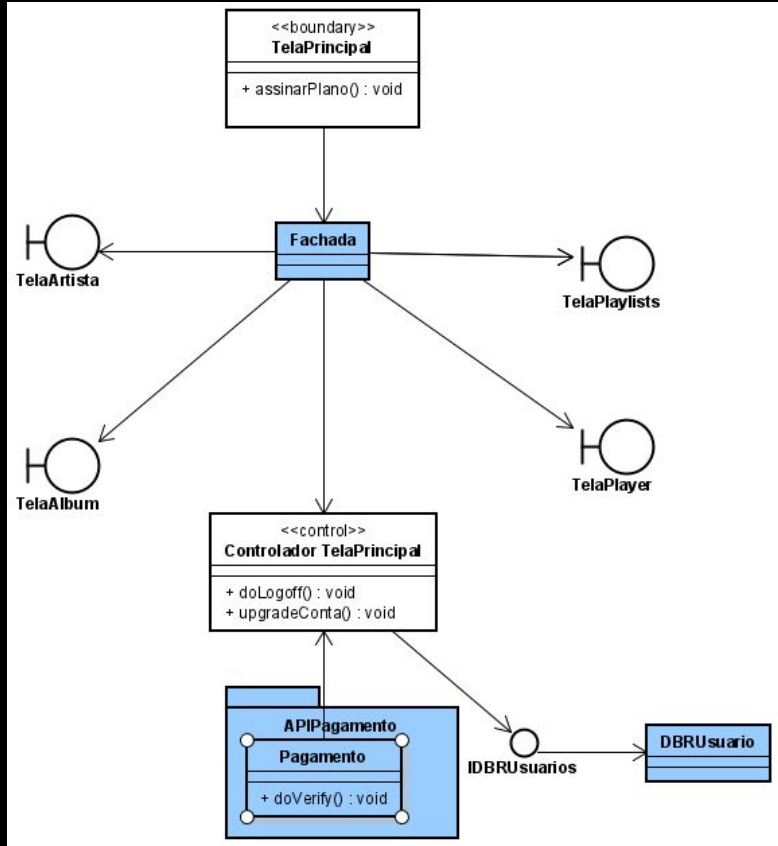 <<boundary>>
TelaPrincipal
+ assinarPlano() : void
Fachada
TelaArtista
TelaPlaylists
TelaAlbum
TelaPlayer
<<control>>
Controlador TelaPrincipal
+ doLogoff() : void
+ upgradeConta() : void
APIPagamento
Pagamento
+ doVerify() : void
IDBRUsuarios
DBRUsuario